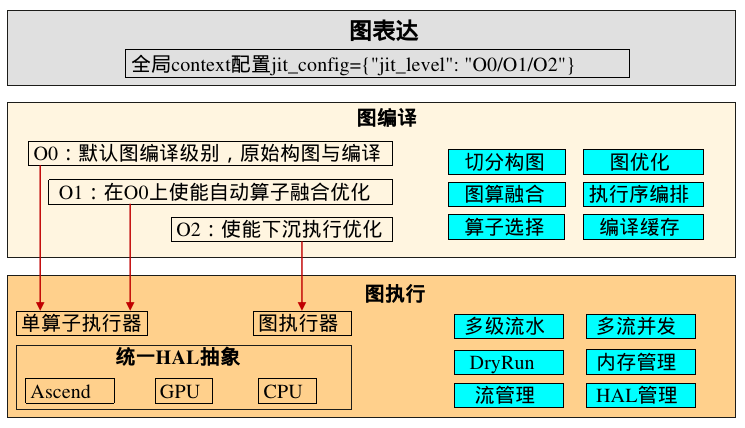 图表达
全局context配置jit_config={"jit_level": "O0/O1/O2"}
图编译
O0：默认图编译级别，原始构图与编译
O1：在O0上使能自动算子融合优化
O2：使能下沉执行优化
切分构图
图优化
图算融合
执行序编排
算子选择
编译缓存
图执行
单算子执行器
图执行器
统一HAL抽象
Ascend
GPU
CPU
多级流水
多流并发
DryRun
内存管理
流管理
HAL管理